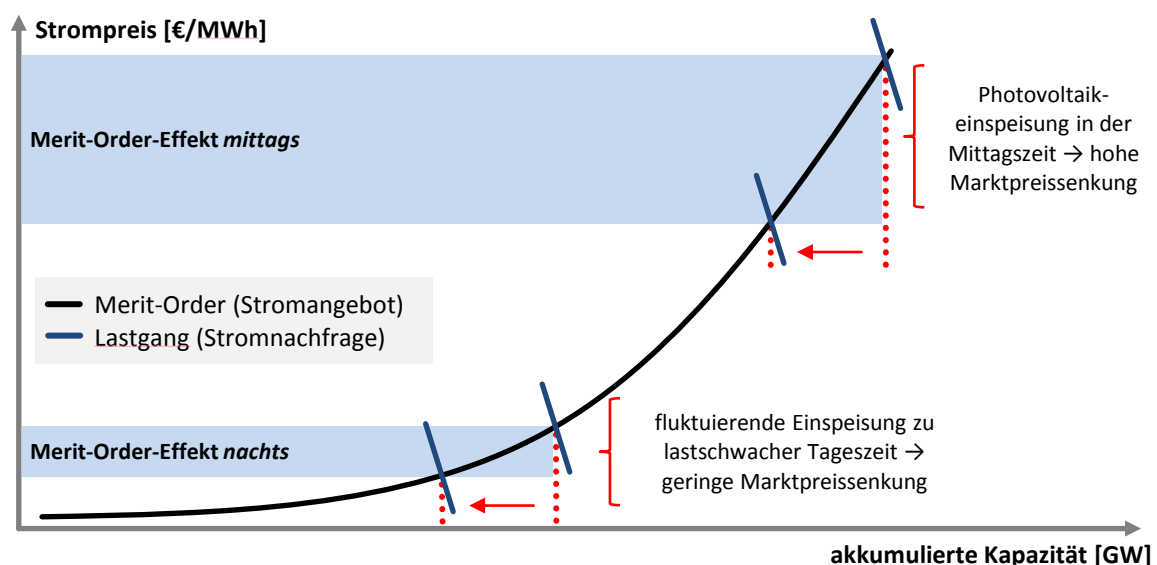 Strompreis [€/MWh]
Merit-Order-Effekt mittags
Photovoltaik-
einspeisung in der
Mittagszeit → hohe
Marktpreissenkung
Merit-Order (Stromangebot)
Lastgang (Stromnachfrage)
Merit-Order-Effekt nachts
fluktuierende Einspeisung zu
lastschwacher Tageszeit →
geringe Marktpreissenkung
akkumulierte Kapazität [GW]